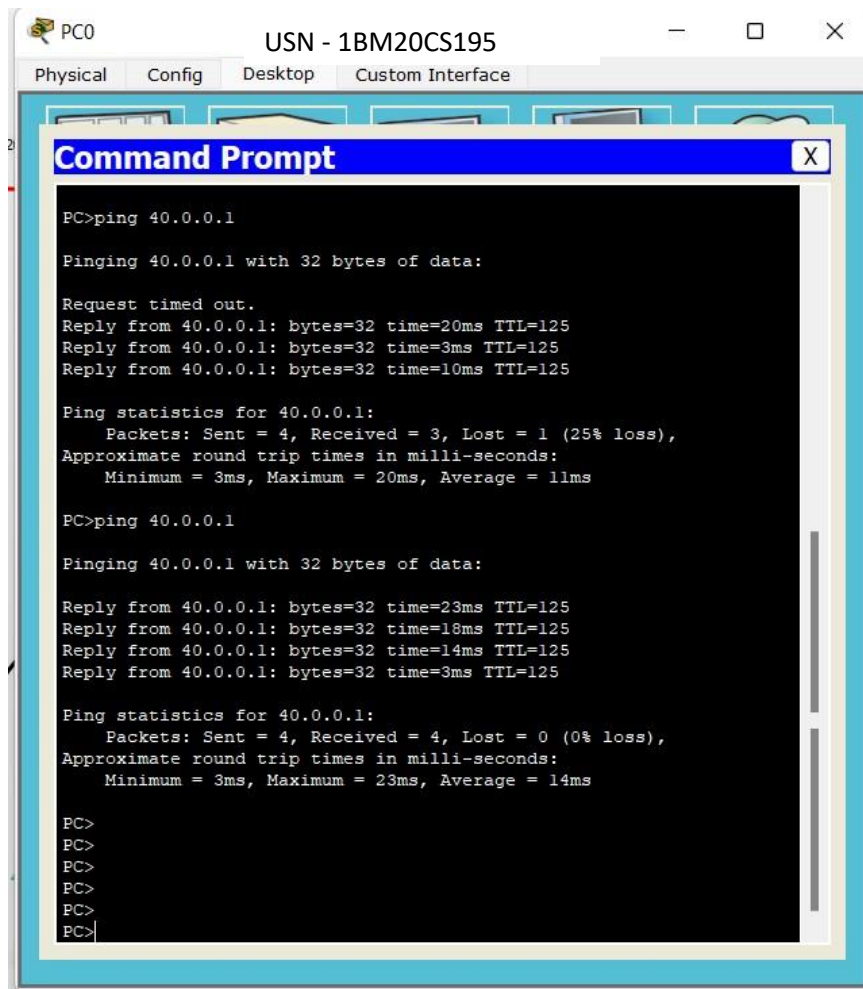 PC0
USN - 1BM20CS195
Physical Config Desktop Custom Interface
Command Prompt X
PC>ping 40.0.0.1
Pinging 40.0.0.1 with 32 bytes of data:
Request timed out.
Reply from 40.0.0.1: bytes=32 time=20ms TTL=125
Reply from 40.0.0.1: bytes=32 time=3ms TTL=125
Reply from 40.0.0.1: bytes=32 time=10ms TTL=125
Ping statistics for 40.0.0.1:
Packets: Sent = 4, Received = 3, Lost = 1 (25% loss),
Approximate round trip times in milli-seconds:
Minimum = 3ms, Maximum = 20ms, Average = 11ms
PC>ping 40.0.0.1
Pinging 40.0.0.1 with 32 bytes of data:
Reply from 40.0.0.1: bytes=32 time=23ms TTL=125
Reply from 40.0.0.1: bytes=32 time=18ms TTL=125
Reply from 40.0.0.1: bytes=32 time=14ms TTL=125
Reply from 40.0.0.1: bytes=32 time=3ms TTL=125
Ping statistics for 40.0.0.1:
Packets: Sent = 4, Received = 4, Lost = 0 (0% loss),
Approximate round trip times in milli-seconds:
Minimum = 3ms, Maximum = 23ms, Average = 14ms
PC>
PC>
PC>
PC>
PC>
PC>